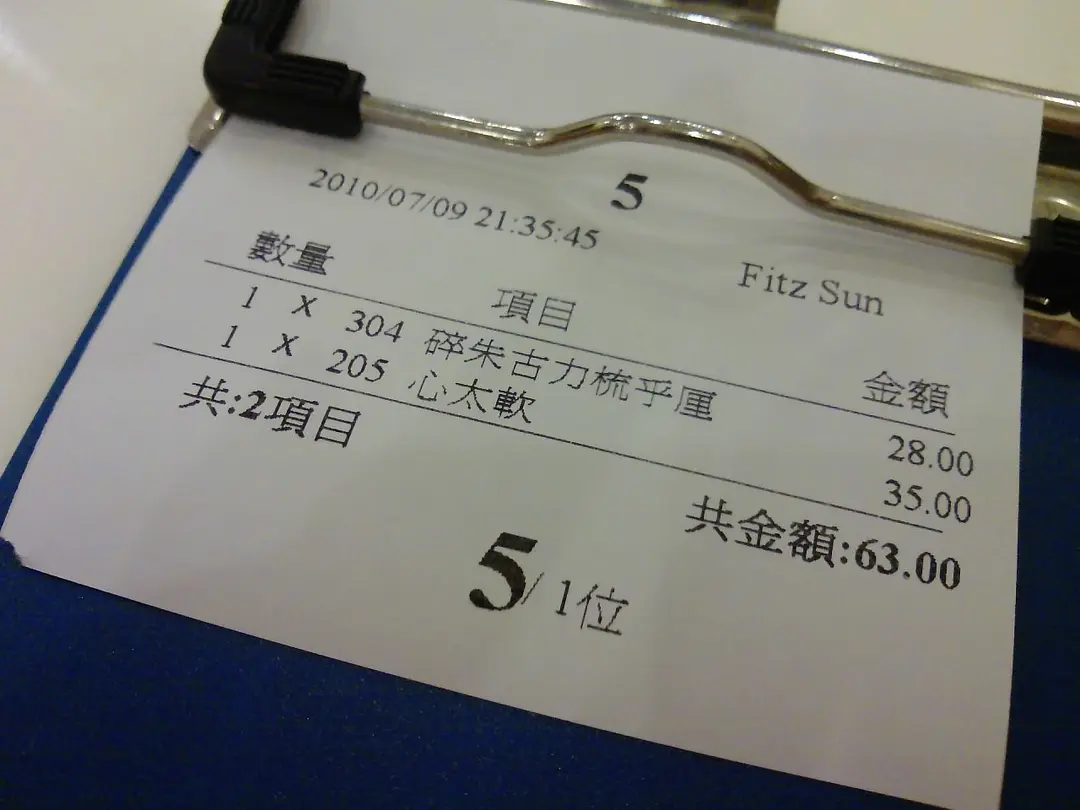 5
2010/07/09 21:35:45
Fitz Sun
數量 項目 金額
1 X 304 碎朱古力梳乎厘 28.00
1 X 205 心太軟 35.00
共:2項目 共金額:63.00
5/ 1位